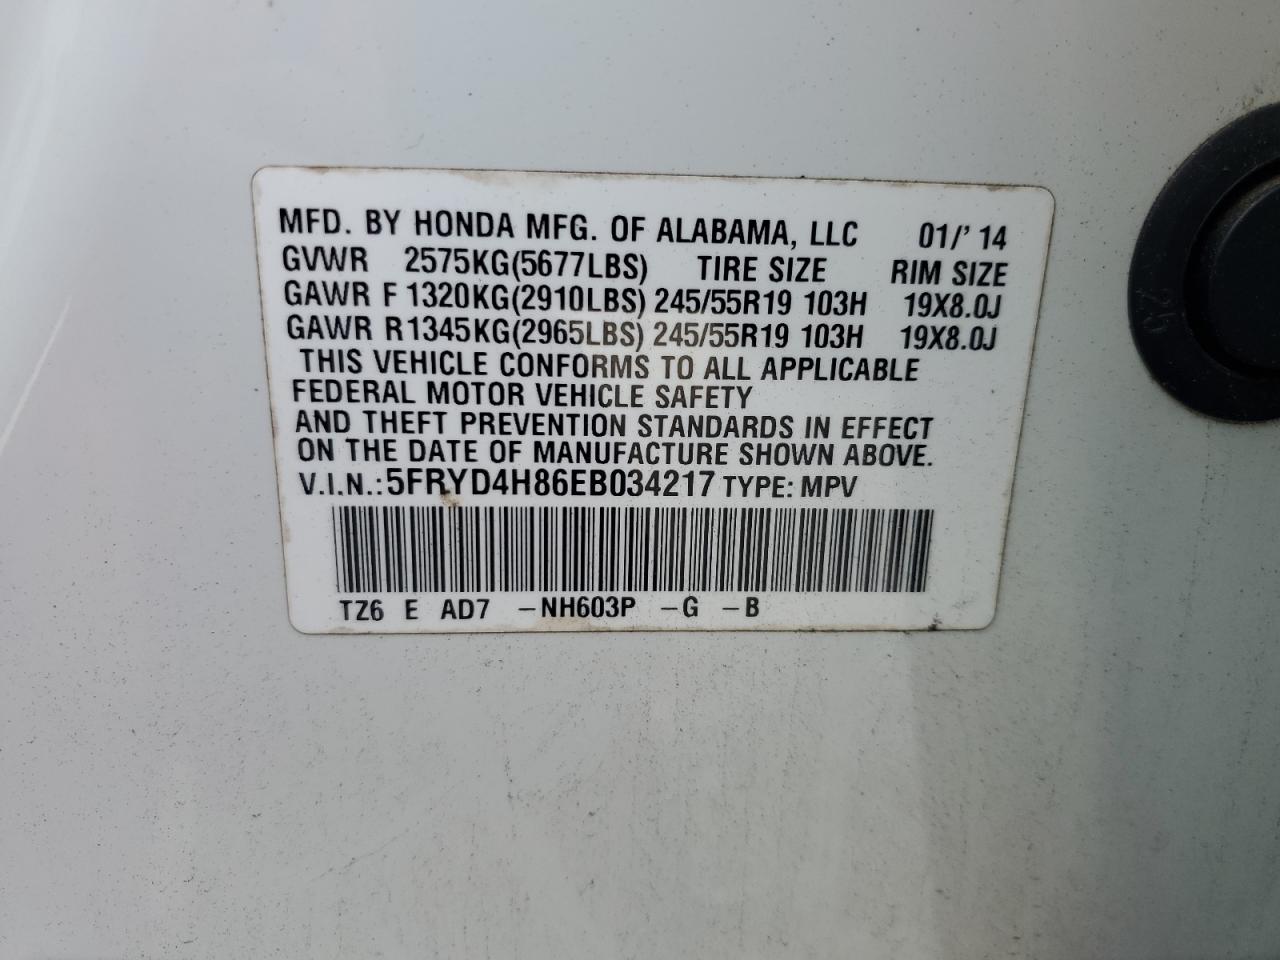 MFD. BY HONDA MFG. OF ALABAMA, LLC 01/' 14
GVWR 2575KG(5677LBS) TIRE SIZE RIM SIZE
GAWR F 1320KG(2910LBS) 245/55R19 103H 19X8.0J
GAWR R1345KG(2965LBS) 245/55R19 103H 19X8.0J
THIS VEHICLE CONFORMS TO ALL APPLICABLE
FEDERAL MOTOR VEHICLE SAFETY
AND THEFT PREVENTION STANDARDS IN EFFECT
ON THE DATE OF MANUFACTURE SHOWN ABOVE.
V.I.N.:5FRYD4H86EB034217 TYPE: MPV
TZ6 E AD7 -NH603P -G -B
25